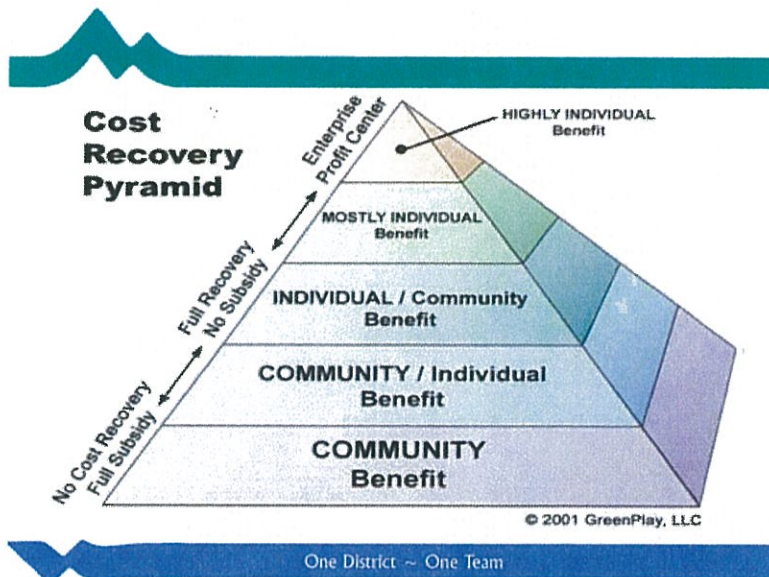 Cost
Recovery
Pyramid
Enterprise
Profit Center
Full Recovery
No Subsidy
No Cost Recovery
Full Subsidy
HIGHLY INDIVIDUAL
Benefit
MOSTLY INDIVIDUAL
Benefit
INDIVIDUAL / Community
Benefit
COMMUNITY / Individual
Benefit
COMMUNITY
Benefit
© 2001 GreenPlay, LLC
One District ~ One Team